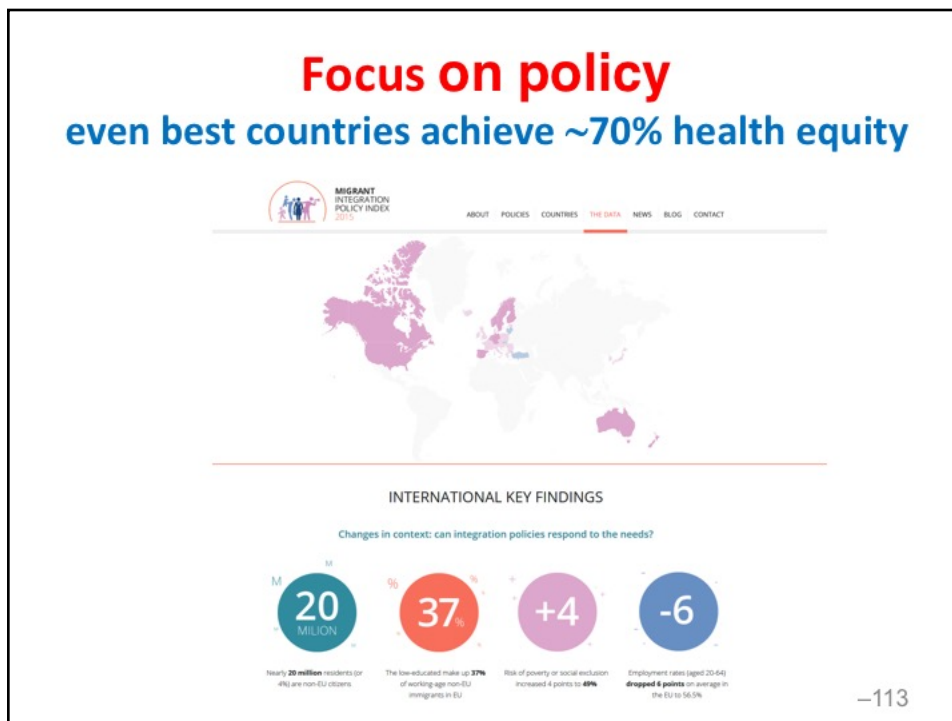 Focus on policy
even best countries achieve ~70% health equity
MIGRANT
INTEGRATION
POLICY INDEX
2015
ABOUT POLICIES COUNTRIES THE DATA NEWS BLOG CONTACT
INTERNATIONAL KEY FINDINGS
Changes in context: can integration policies respond to the needs?
M
M
20
MILION
%
%
37%
+4
-6
Nearly 20 million residents (or
4%) are non-EU citizens
The low-educated make up 37%
of working-age non-EU
immigrants in EU
Risk of poverty or social exclusion
increased 4 points to 49%
Employment rates (aged 20-64)
dropped 6 points on average in
the EU to 56.5%
–113